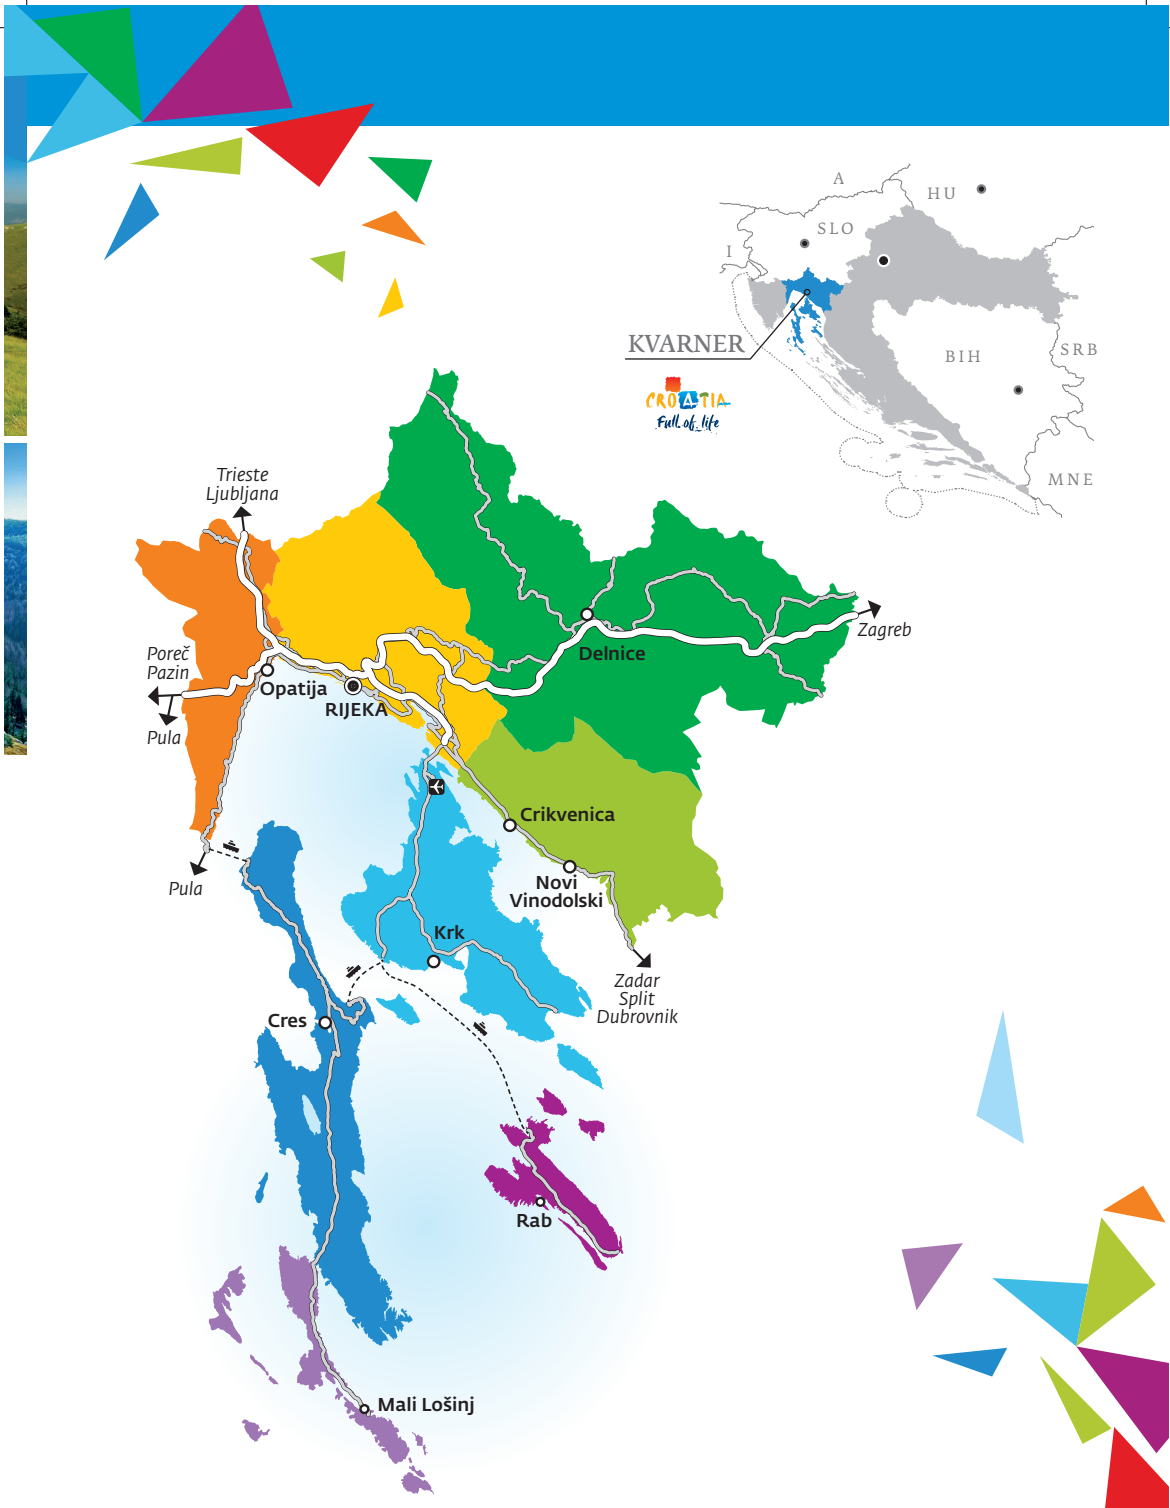 A
HU
SLO
I
KVARNER
BIH
SRB
MNE
CROATIA
Full of life
Trieste
Ljubljana
Zagreb
Delnice
Poreč
Pazin
Opatija
RIJEKA
Pula
Crikvenica
Novi
Vinodolski
Pula
Krk
Zadar
Split
Dubrovnik
Cres
Rab
Mali Lošinj